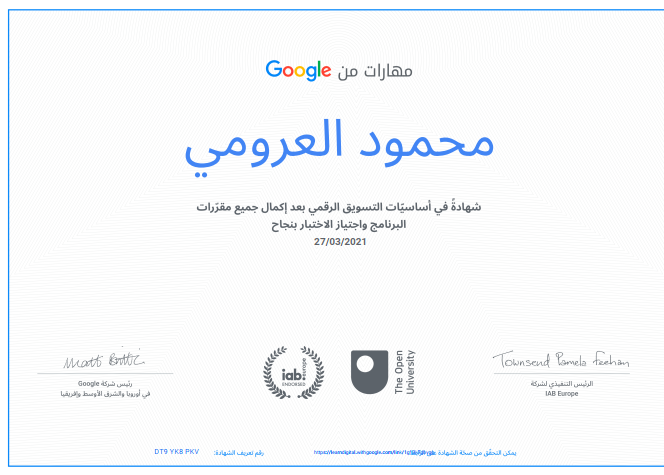 مهارات من Google
محمود العرومي
شهادةً في أساسيّات التسويق الرقمي بعد إكمال جميع مقرّرات
البرنامج واجتياز الاختبار بنجاح
27/03/2021
Matt Brittin
رئيس شركة Google
في أوروبا والشرق الأوسط وإفريقيا
iab europe
ENDORSED
The Open
University
Townsend Pamela Feehan
الرئيس التنفيذي لشركة
IAB Europe
رقم تعريف الشهادة: DT9 YK8 PKV
يمكن التحقّق من صحّة الشهادة على الرابط: https://learndigital.withgoogle.com/link/